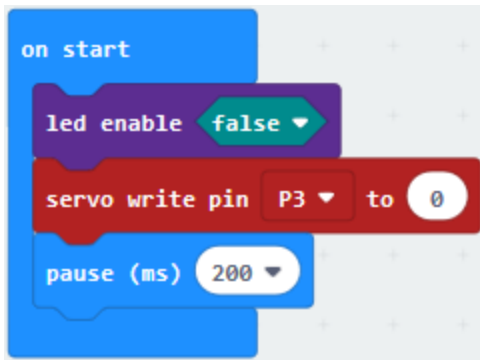 on start
led enable false
servo write pin P3 to 0
pause (ms) 200